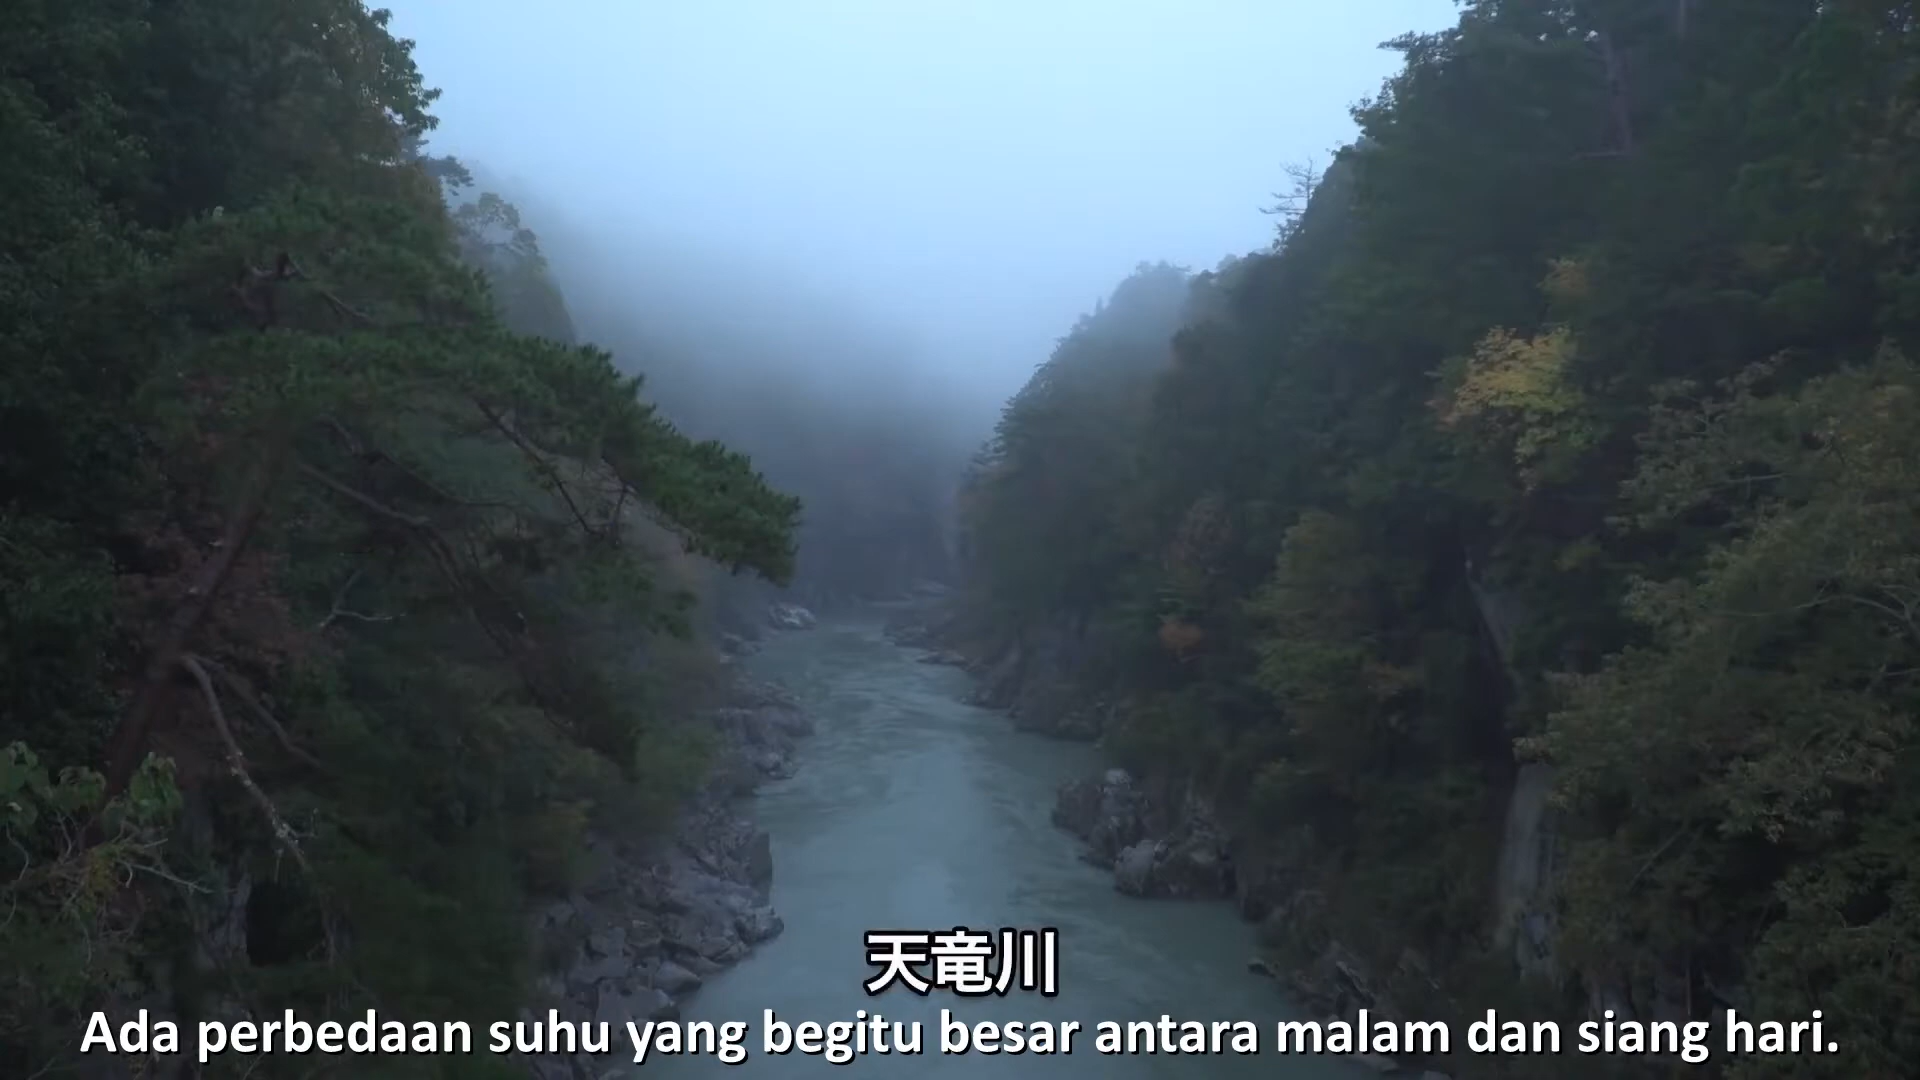 天竜川
Ada perbedaan suhu yang begitu besar antara malam dan siang hari.